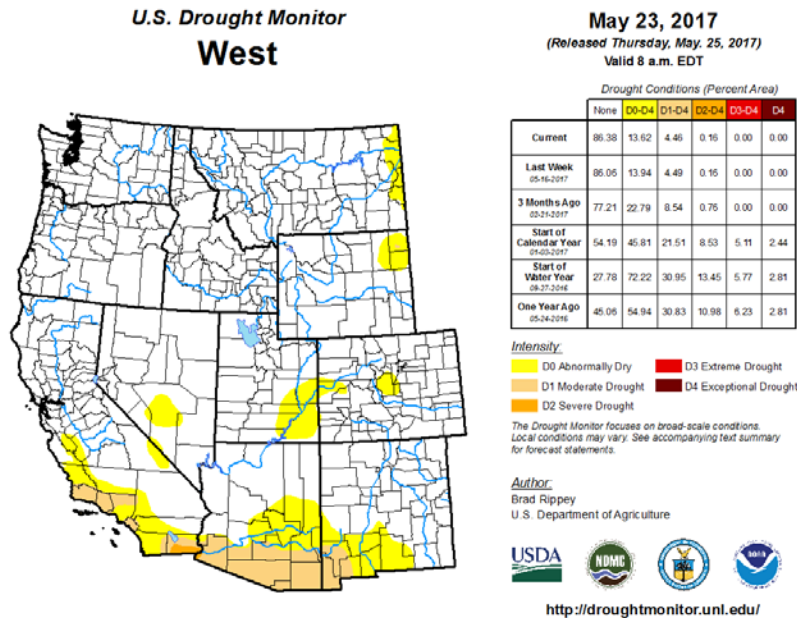 U.S. Drought Monitor
West
May 23, 2017
(Released Thursday, May. 25, 2017)
Valid 8 a.m. EDT
Drought Conditions (Percent Area)
None D0-D4 D1-D4 D2-D4 D3-D4 D4
Current 86.38 13.62 4.46 0.16 0.00 0.00
Last Week
05-16-2017 86.06 13.94 4.49 0.16 0.00 0.00
3 Months Ago
02-21-2017 77.21 22.79 8.54 0.76 0.00 0.00
Start of
Calendar Year
01-03-2017 54.19 45.81 21.51 8.53 5.11 2.44
Start of
Water Year
09-27-2016 27.78 72.22 30.95 13.45 5.77 2.81
One Year Ago
05-24-2016 45.06 54.94 30.83 10.98 6.23 2.81
Intensity:
D0 Abnormally Dry
D1 Moderate Drought
D2 Severe Drought
D3 Extreme Drought
D4 Exceptional Drought
The Drought Monitor focuses on broad-scale conditions.
Local conditions may vary. See accompanying text summary
for forecast statements.
Author:
Brad Rippey
U.S. Department of Agriculture
USDA
NDMC
http://droughtmonitor.unl.edu/